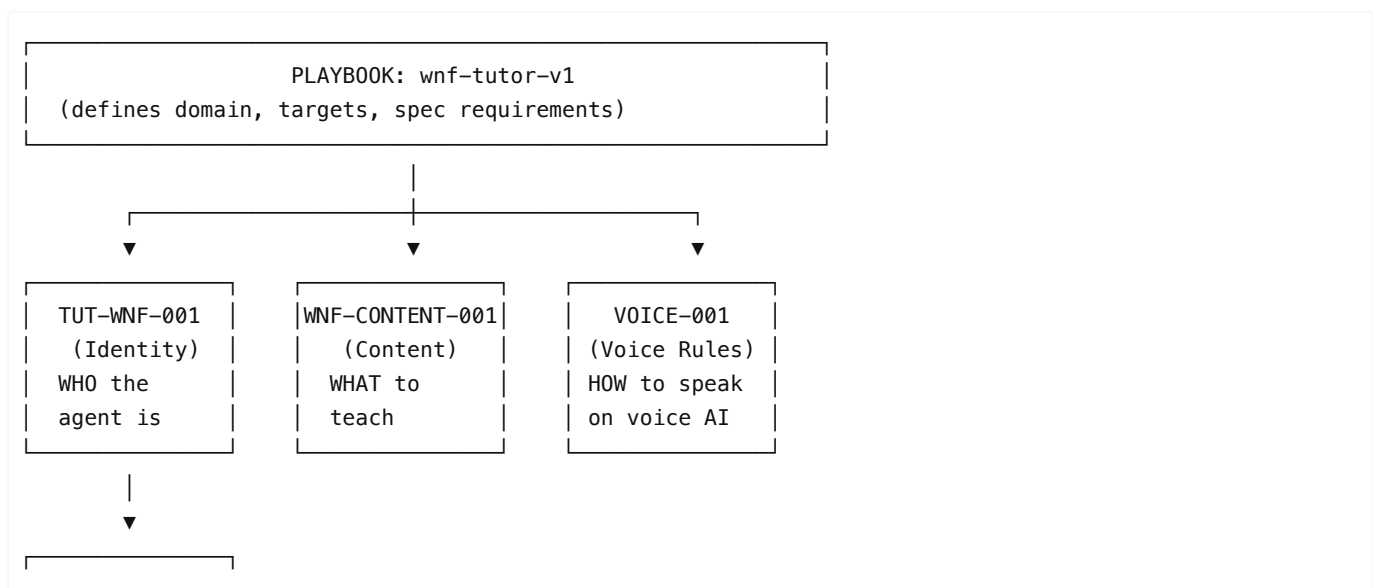 PLAYBOOK: wnf-tutor-v1
(defines domain, targets, spec requirements)
TUT-WNF-001 WNF-CONTENT-001 VOICE-001
(Identity) (Content) (Voice Rules)
WHO the WHAT to HOW to speak
agent is teach on voice AI